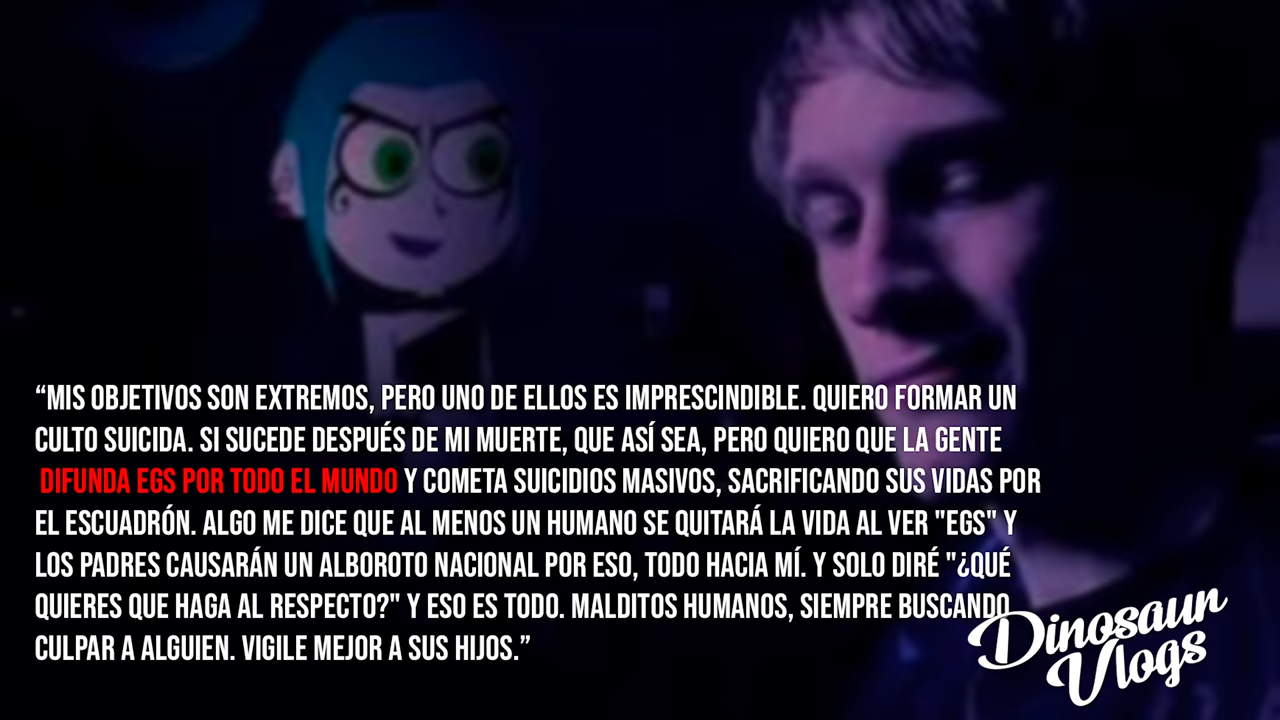 “MIS OBJETIVOS SON EXTREMOS, PERO UNO DE ELLOS ES IMPRESCINDIBLE. QUIERO FORMAR UN
CULTO SUICIDA. SI SUCEDE DESPUÉS DE MI MUERTE, QUE ASÍ SEA, PERO QUIERO QUE LA GENTE
DIFUNDA EGS POR TODO EL MUNDO Y COMETA SUICIDIOS MASIVOS, SACRIFICANDO SUS VIDAS POR
EL ESCUADRÓN. ALGO ME DICE QUE AL MENOS UN HUMANO SE QUITARÁ LA VIDA AL VER "EGS" Y
LOS PADRES CAUSARÁN UN ALBOROTO NACIONAL POR ESO, TODO HACIA MÍ. Y SOLO DIRÉ "¿QUÉ
QUIERES QUE HAGA AL RESPECTO?" Y ESO ES TODO. MALDITOS HUMANOS, SIEMPRE BUSCANDO
CULPAR A ALGUIEN. VIGILE MEJOR A SUS HIJOS.”
Dinosaur
Vlogs